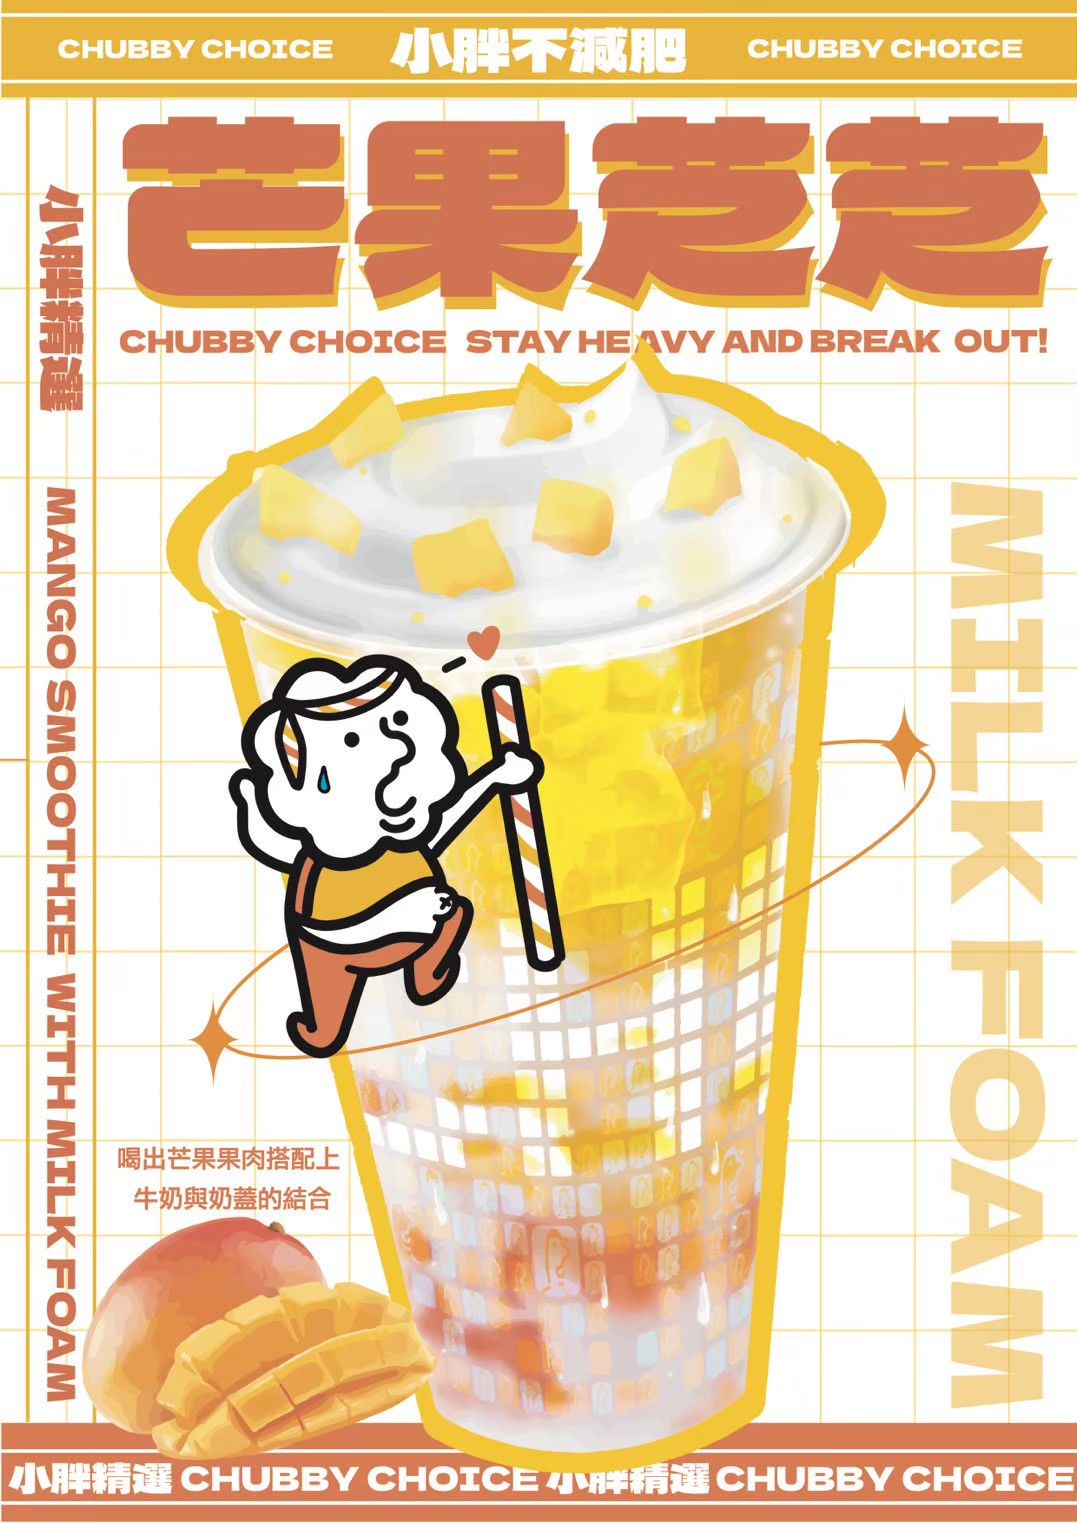 CHUBBY CHOICE 小胖不減肥 CHUBBY CHOICE
芒果芝芝
CHUBBY CHOICE STAY HEAVY AND BREAK OUT!
小胖精選
MANGO SMOOTHIE WITH MILK FOAM
MILK FOAM
喝出芒果果肉搭配上
牛奶與奶蓋的結合
小胖精選 CHUBBY CHOICE 小胖精選 CHUBBY CHOICE